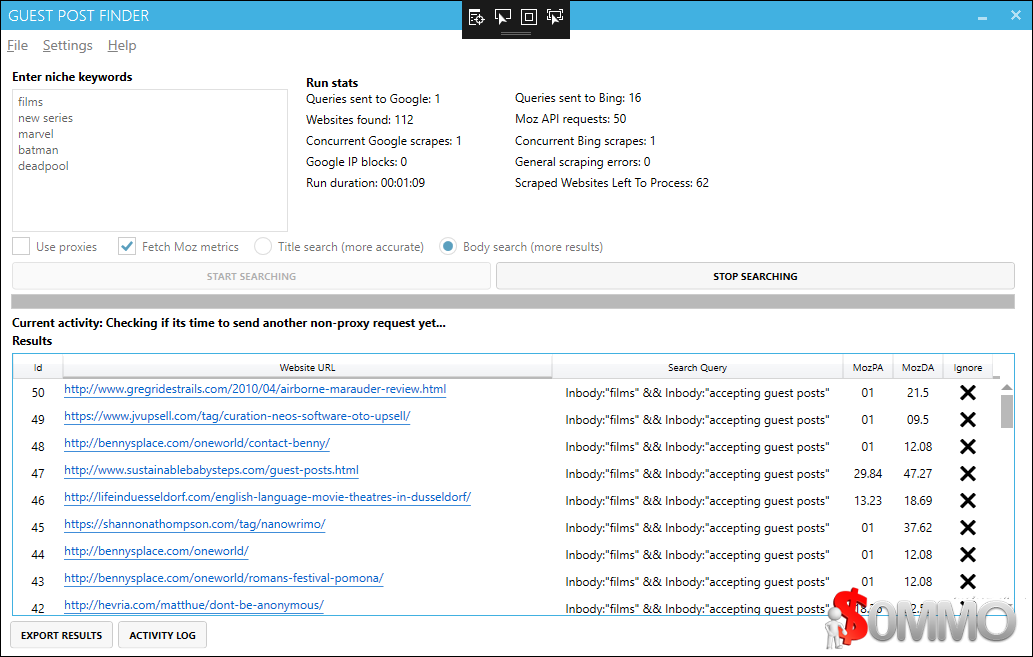 GUEST POST FINDER
File Settings Help
Enter niche keywords
films
new series
marvel
batman
deadpool
Run stats
Queries sent to Google: 1 Queries sent to Bing: 16
Websites found: 112 Moz API requests: 50
Concurrent Google scrapes: 1 Concurrent Bing scrapes: 1
Google IP blocks: 0 General scraping errors: 0
Run duration: 00:01:09 Scraped Websites Left To Process: 62
Use proxies Fetch Moz metrics Title search (more accurate) Body search (more results)
START SEARCHING STOP SEARCHING
Current activity: Checking if its time to send another non-proxy request yet...
Results
Id Website URL Search Query MozPA MozDA Ignore
50 http://www.gregridestrails.com/2010/04/airborne-marauder-review.html Inbody:"films" && Inbody:"accepting guest posts" 01 21.5
49 https://www.jvupsell.com/tag/curation-neos-software-oto-upsell/ Inbody:"films" && Inbody:"accepting guest posts" 01 09.5
48 http://bennysplace.com/oneworld/contact-benny/ Inbody:"films" && Inbody:"accepting guest posts" 01 12.08
47 http://www.sustainablebabysteps.com/guest-posts.html Inbody:"films" && Inbody:"accepting guest posts" 29.84 47.27
46 http://lifeinduesseldorf.com/english-language-movie-theatres-in-dusseldorf/ Inbody:"films" && Inbody:"accepting guest posts" 13.23 18.69
45 https://shannonathompson.com/tag/nanowrimo/ Inbody:"films" && Inbody:"accepting guest posts" 01 37.62
44 http://bennysplace.com/oneworld/ Inbody:"films" && Inbody:"accepting guest posts" 01 12.08
43 http://bennysplace.com/oneworld/romans-festival-pomona/ Inbody:"films" && Inbody:"accepting guest posts" 01 12.08
42 http://hevria.com/matthue/dont-be-anonymous/ Inbody:"films" && Inbody:"accepting guest posts"
EXPORT RESULTS ACTIVITY LOG
$OMMO